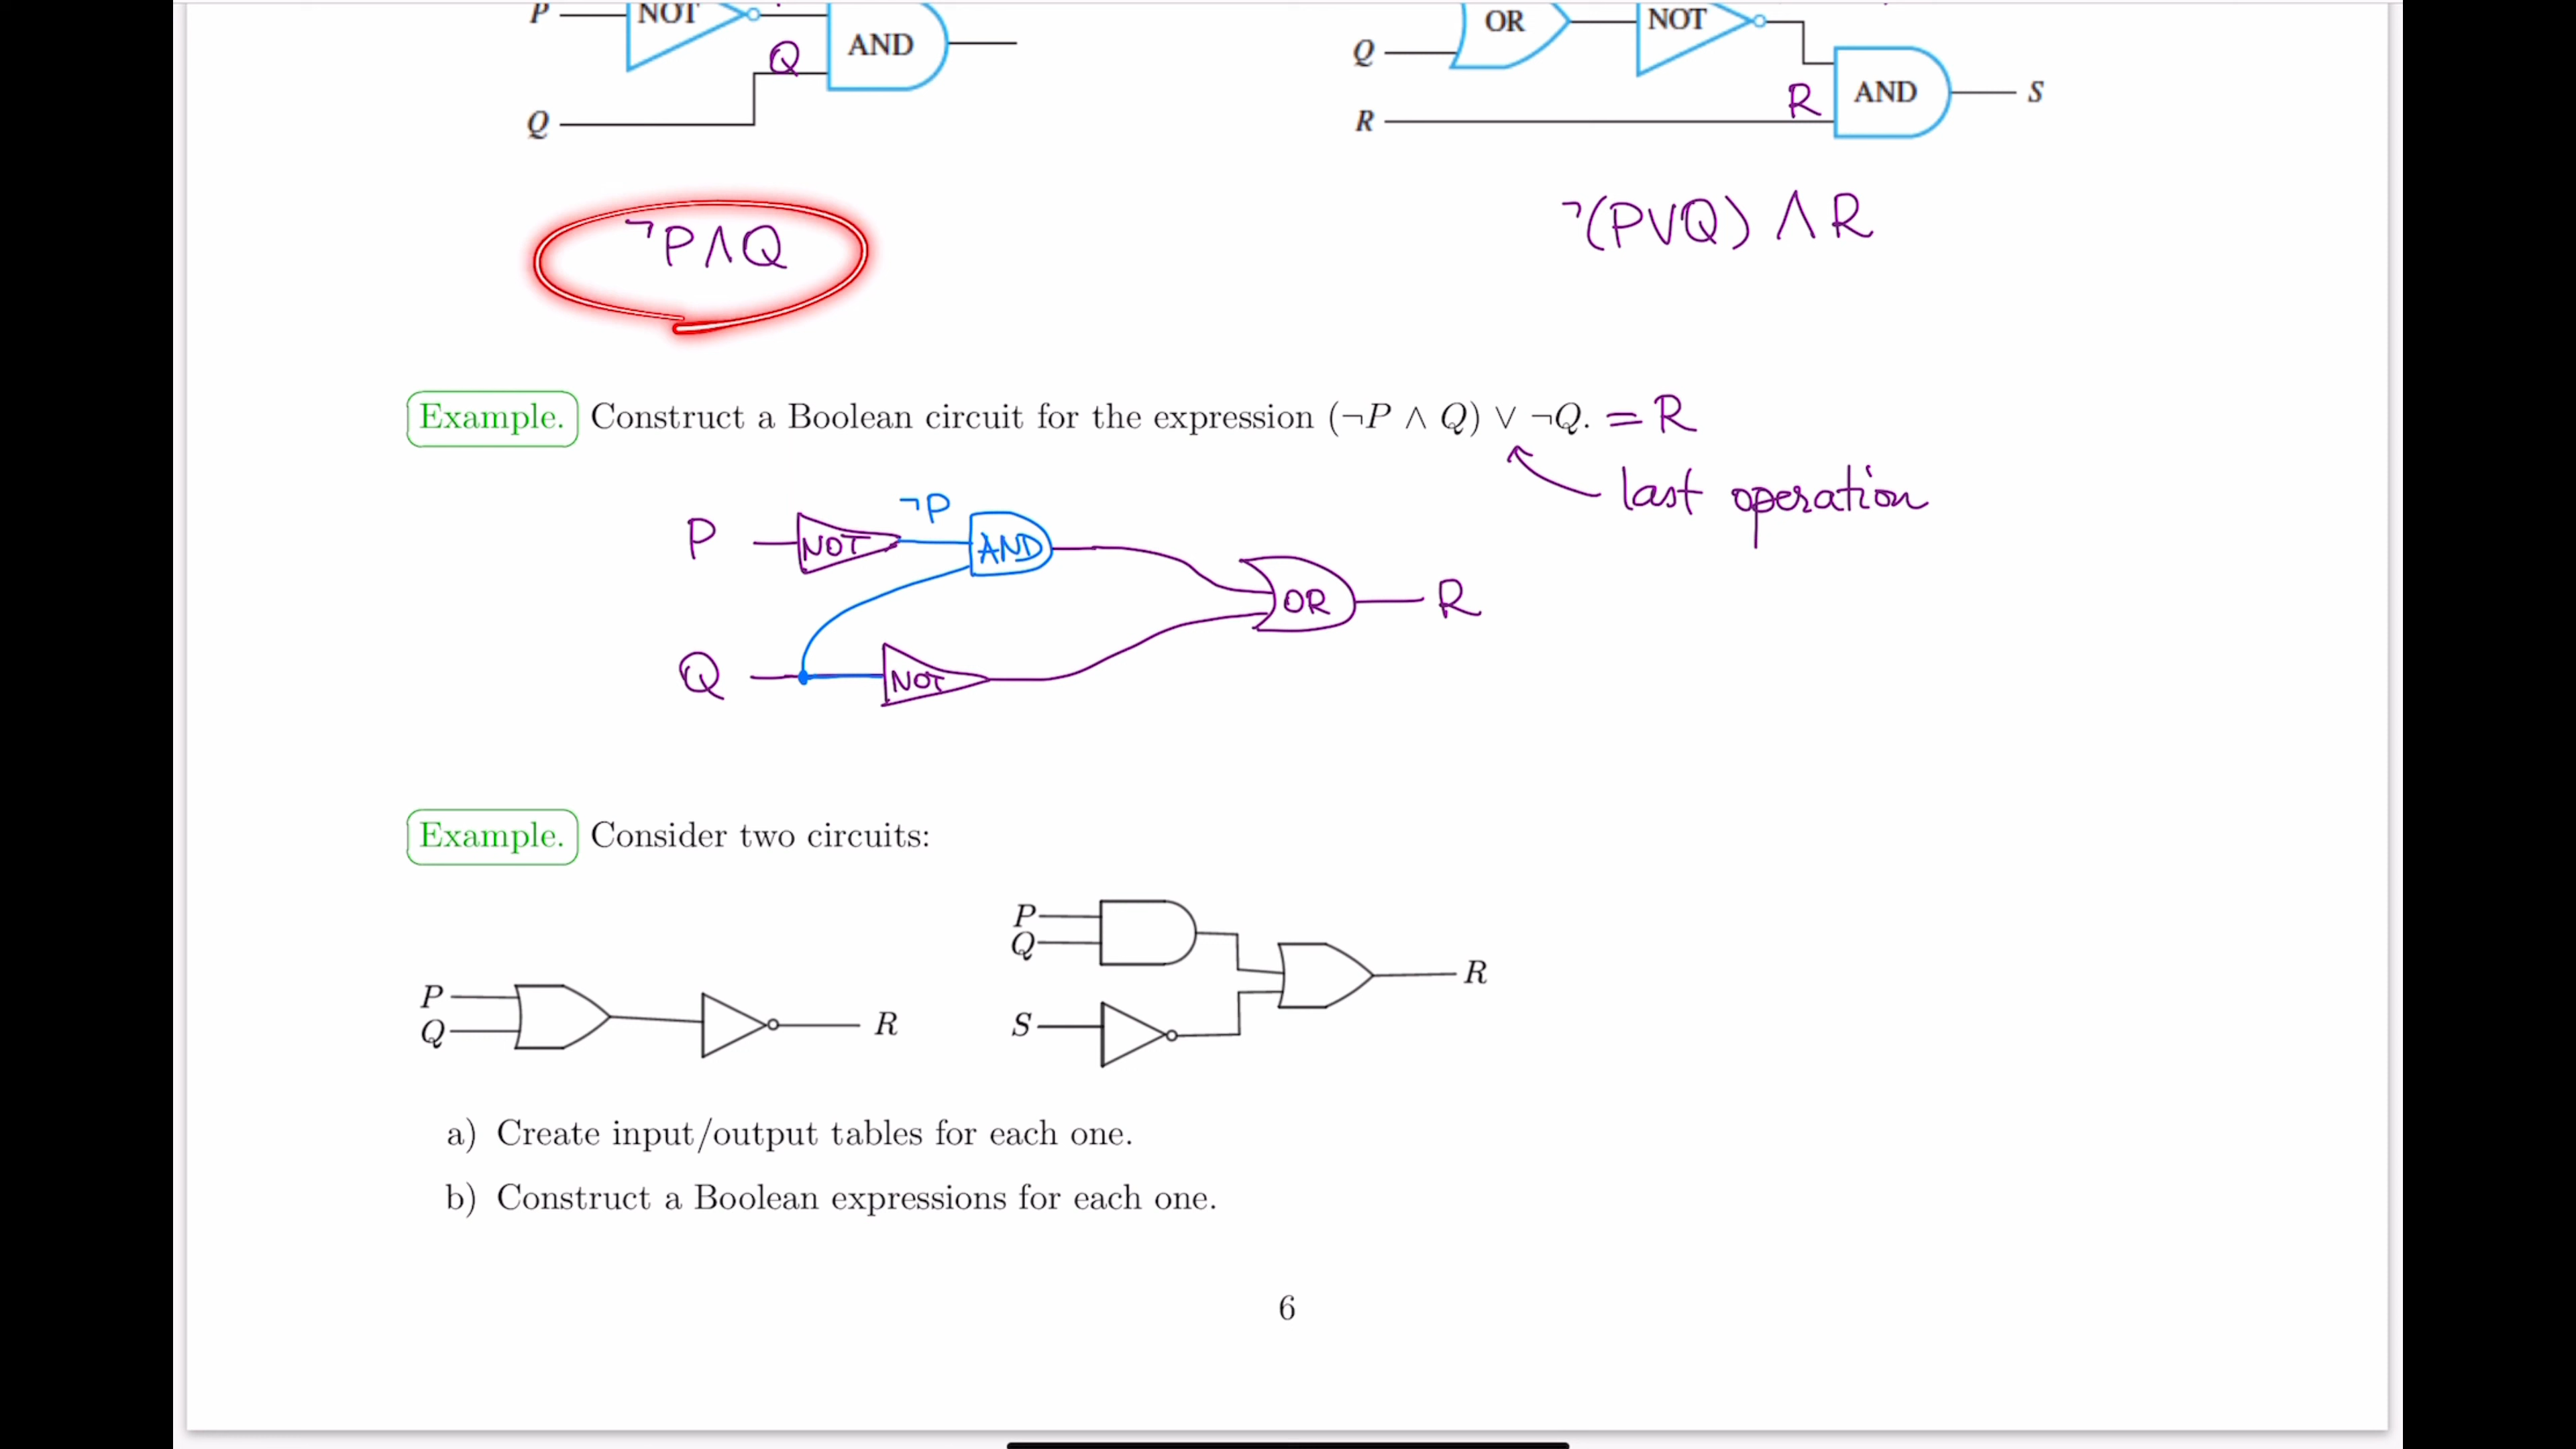 P NOT Q AND
Q
OR NOT
Q
R R AND S
¬P∧Q
¬(P∨Q) ∧ R
Example. Construct a Boolean circuit for the expression (¬P ∧ Q) ∨ ¬Q. = R
last operation
P NOT ¬P AND
OR R
Q NOT
Example. Consider two circuits:
P
Q
R
P
Q
S
R
a) Create input/output tables for each one.
b) Construct a Boolean expressions for each one.
6